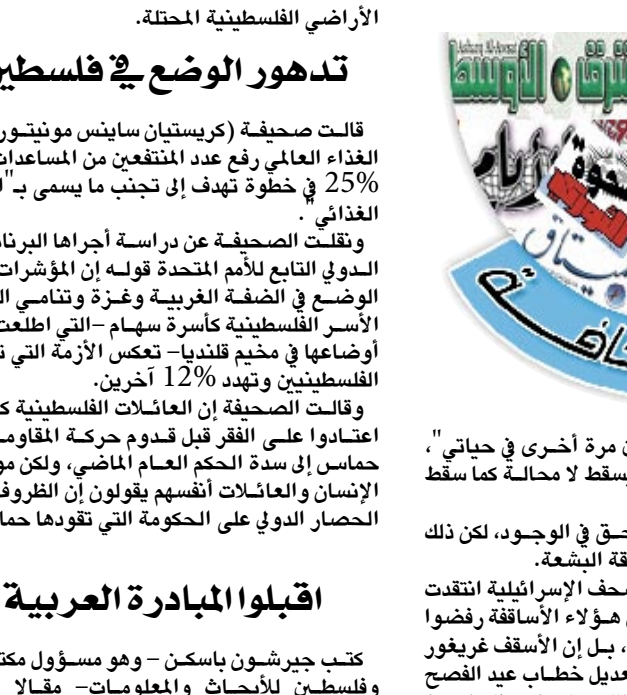 الأراضي الفلسطينية المحتلة.
تدهور الوضع في فلسطين
قالت صحيفة (كريستيان ساينس مونيتور
الغذاء العالمي رفع عدد المنتفعين من المساعدات
25% في خطوة تهدف إلى تجنب ما يسمى بـ"ا
الغذائي".
ونقلت الصحيفة عن دراسة أجراها البرنا
الدولي التابع للأمم المتحدة قوله إن المؤشرات
الوضع في الضفة الغربية وغزة وتنامي ال
الأسر الفلسطينية كأسرة سهام –التي اطلعت
أوضاعها في مخيم قلنديا– تعكس الأزمة التي ت
الفلسطينيين وتهدد 12% آخرين.
وقالت الصحيفة إن العائلات الفلسطينية ك
اعتادوا على الفقر قبل قدوم حركة المقاوم
حماس إلى سدة الحكم العام الماضي، ولكن مو
الإنسان والعائلات أنفسهم يقولون إن الظروف
الحصار الدولي على الحكومة التي تقودها حما
اقبلوا المبادرة العربية
كتب جيرشون باسكن – وهو مسؤول مكت
وفلسطين للأبحاث والمعلومات– مقالا
Asharq Al-Awsat
الشرق الأوسط
ن مرة أخرى في حياتي"،
يسقط لا محالة كما سقط
حق في الوجود، لكن ذلك
قة البشعة.
صحف الإسرائيلية انتقدت
هؤلاء الأساقفة رفضوا
، بل إن الأسقف غريغور
عديل خطاب عيد الفصح